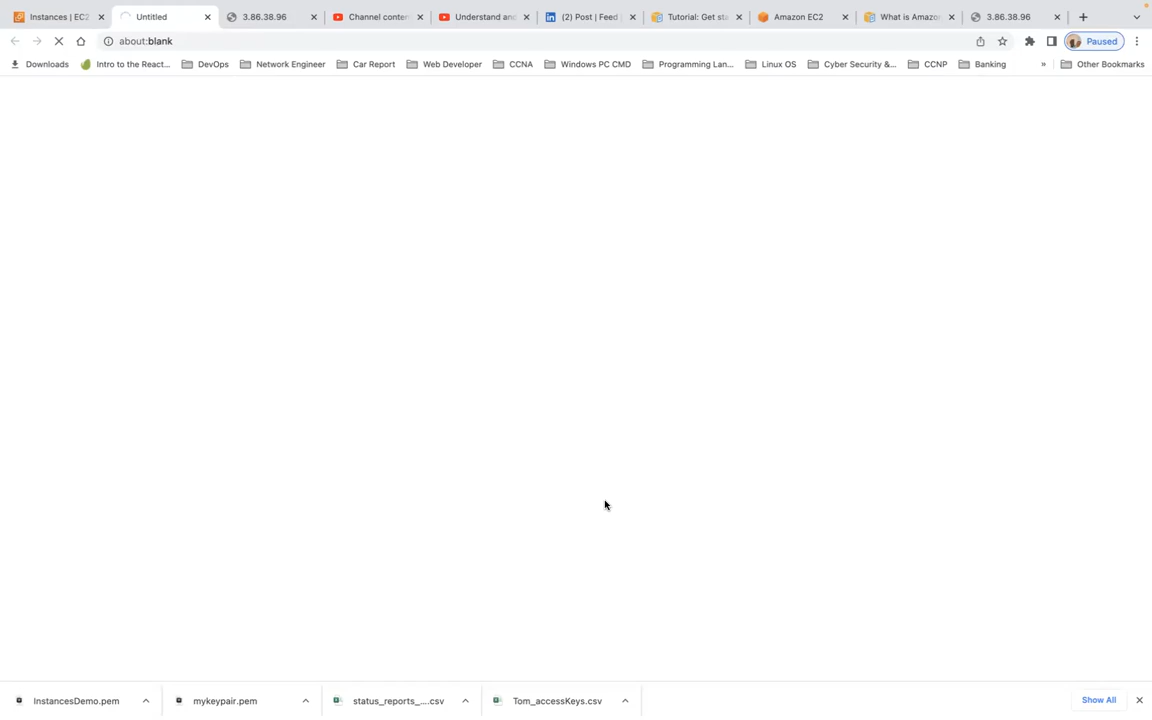 Instances | EC2
Untitled
3.86.38.96
Channel conten
Understand and
(2) Post | Feed
Tutorial: Get sta
Amazon EC2
What is Amazo
3.86.38.96
about:blank
Paused
Downloads
Intro to the React...
DevOps
Network Engineer
Car Report
Web Developer
CCNA
Windows PC CMD
Programming Lan...
Linux OS
Cyber Security &...
CCNP
Banking
»
Other Bookmarks
InstancesDemo.pem
mykeypair.pem
status_reports_....csv
Tom_accessKeys.csv
Show All